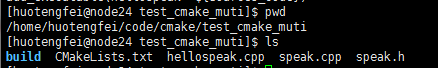 [huotengfei@node24 test_cmake_muti]$ pwd
/home/huotengfei/code/cmake/test_cmake_muti
[huotengfei@node24 test_cmake_muti]$ ls
build CMakeLists.txt hellospeak.cpp speak.cpp speak.h